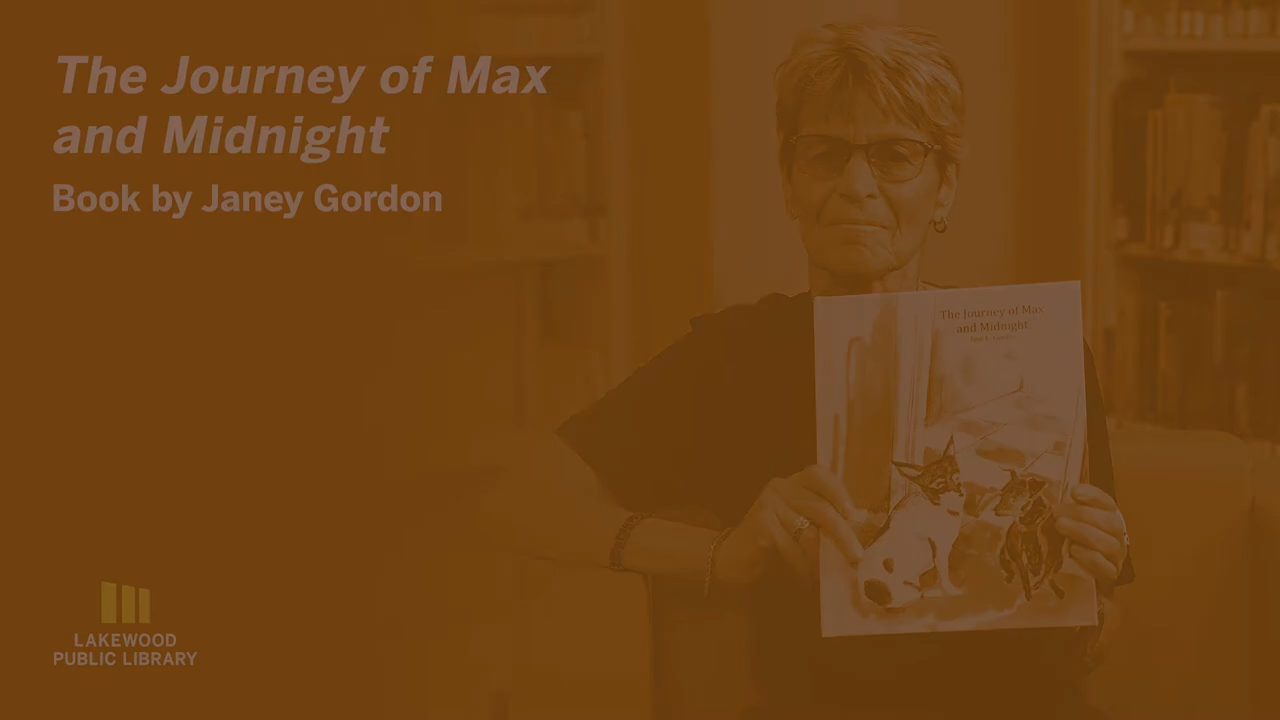 The Journey of Max
and Midnight
Book by Janey Gordon
The Journey of Max
and Midnight
LAKEWOOD
PUBLIC LIBRARY